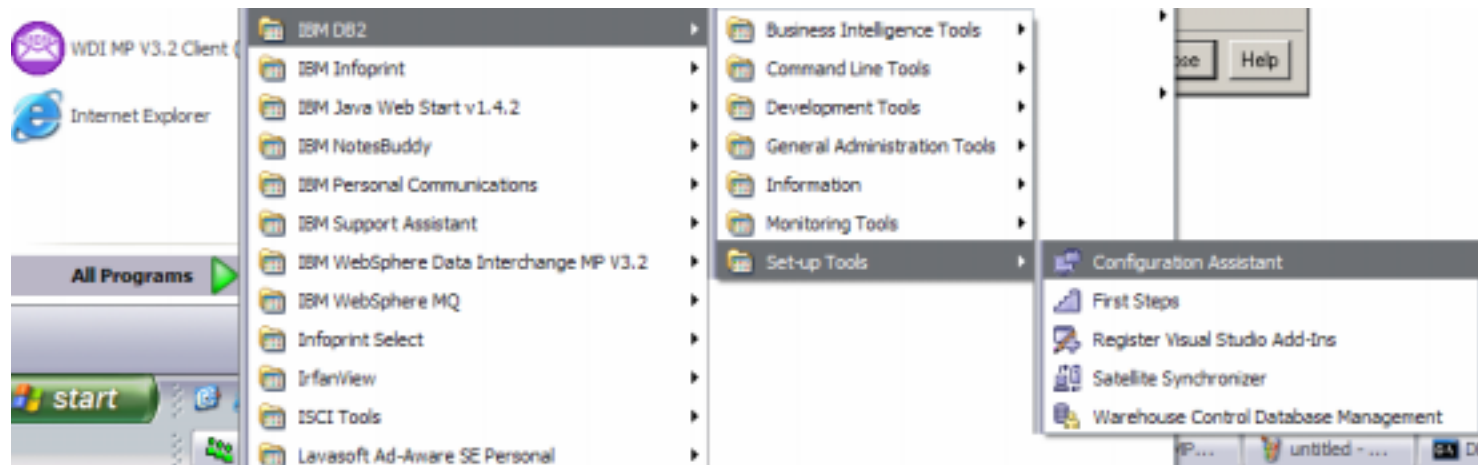 WDI MP V3.2 Client (
Internet Explorer
All Programs
start
IBM DB2
IBM Infoprint
IBM Java Web Start v1.4.2
IBM NotesBuddy
IBM Personal Communications
IBM Support Assistant
IBM WebSphere Data Interchange MP V3.2
IBM WebSphere MQ
Infoprint Select
IrfanView
ISCI Tools
Lavasoft Ad-Aware SE Personal
Business Intelligence Tools
Command Line Tools
Development Tools
General Administration Tools
Information
Monitoring Tools
Set-up Tools
Configuration Assistant
First Steps
Register Visual Studio Add-Ins
Satellite Synchronizer
Warehouse Control Database Management
Help
untitled - ...